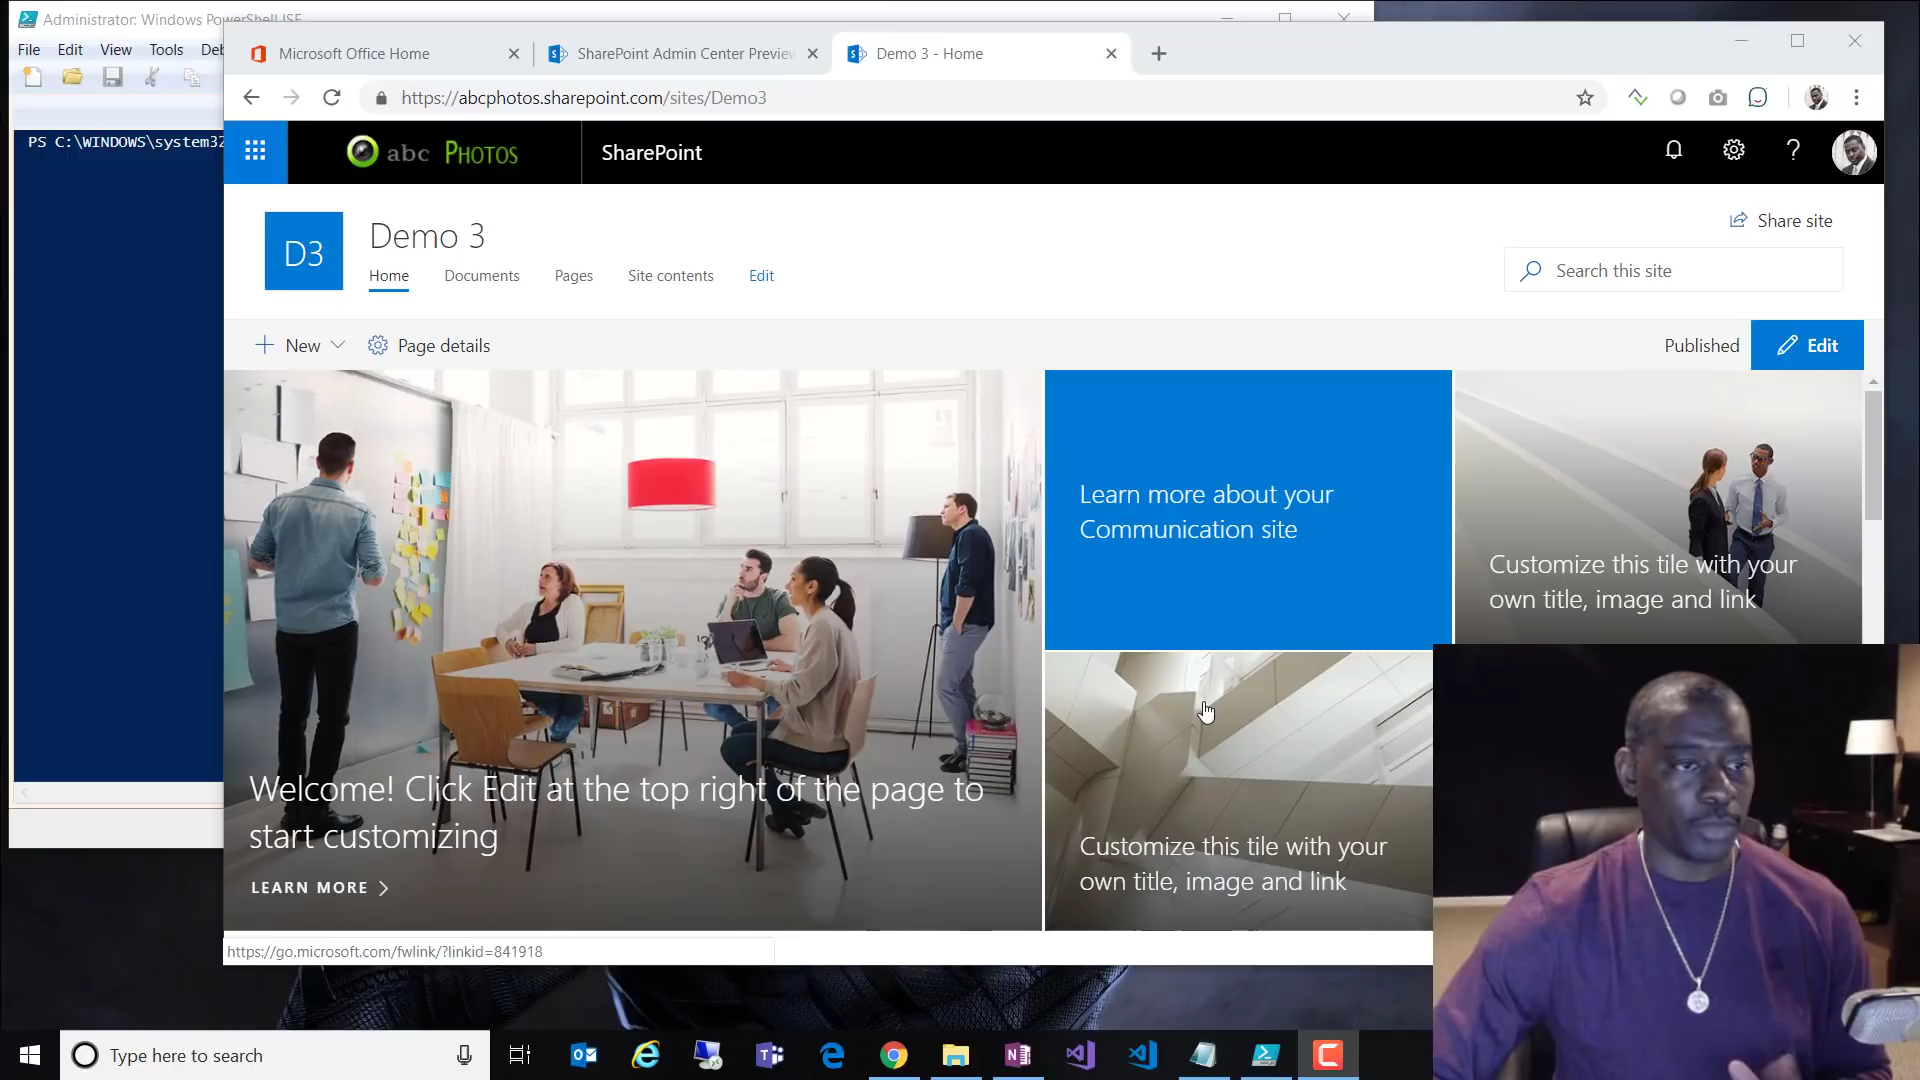 Administrator: Windows PowerShell ISE
File Edit View Tools Deb
PS C:\WINDOWS\system32
Microsoft Office Home
SharePoint Admin Center Preview
Demo 3 - Home
https://abcphotos.sharepoint.com/sites/Demo3
abc PHOTOS
SharePoint
D3
Demo 3
Share site
Home Documents Pages Site contents Edit
Search this site
New Page details
Published Edit
Learn more about your
Communication site
Customize this tile with your
own title, image and link
Welcome! Click Edit at the top right of the page to
start customizing
LEARN MORE
Customize this tile with your
own title, image and link
https://go.microsoft.com/fwlink/?linkid=841918
Type here to search